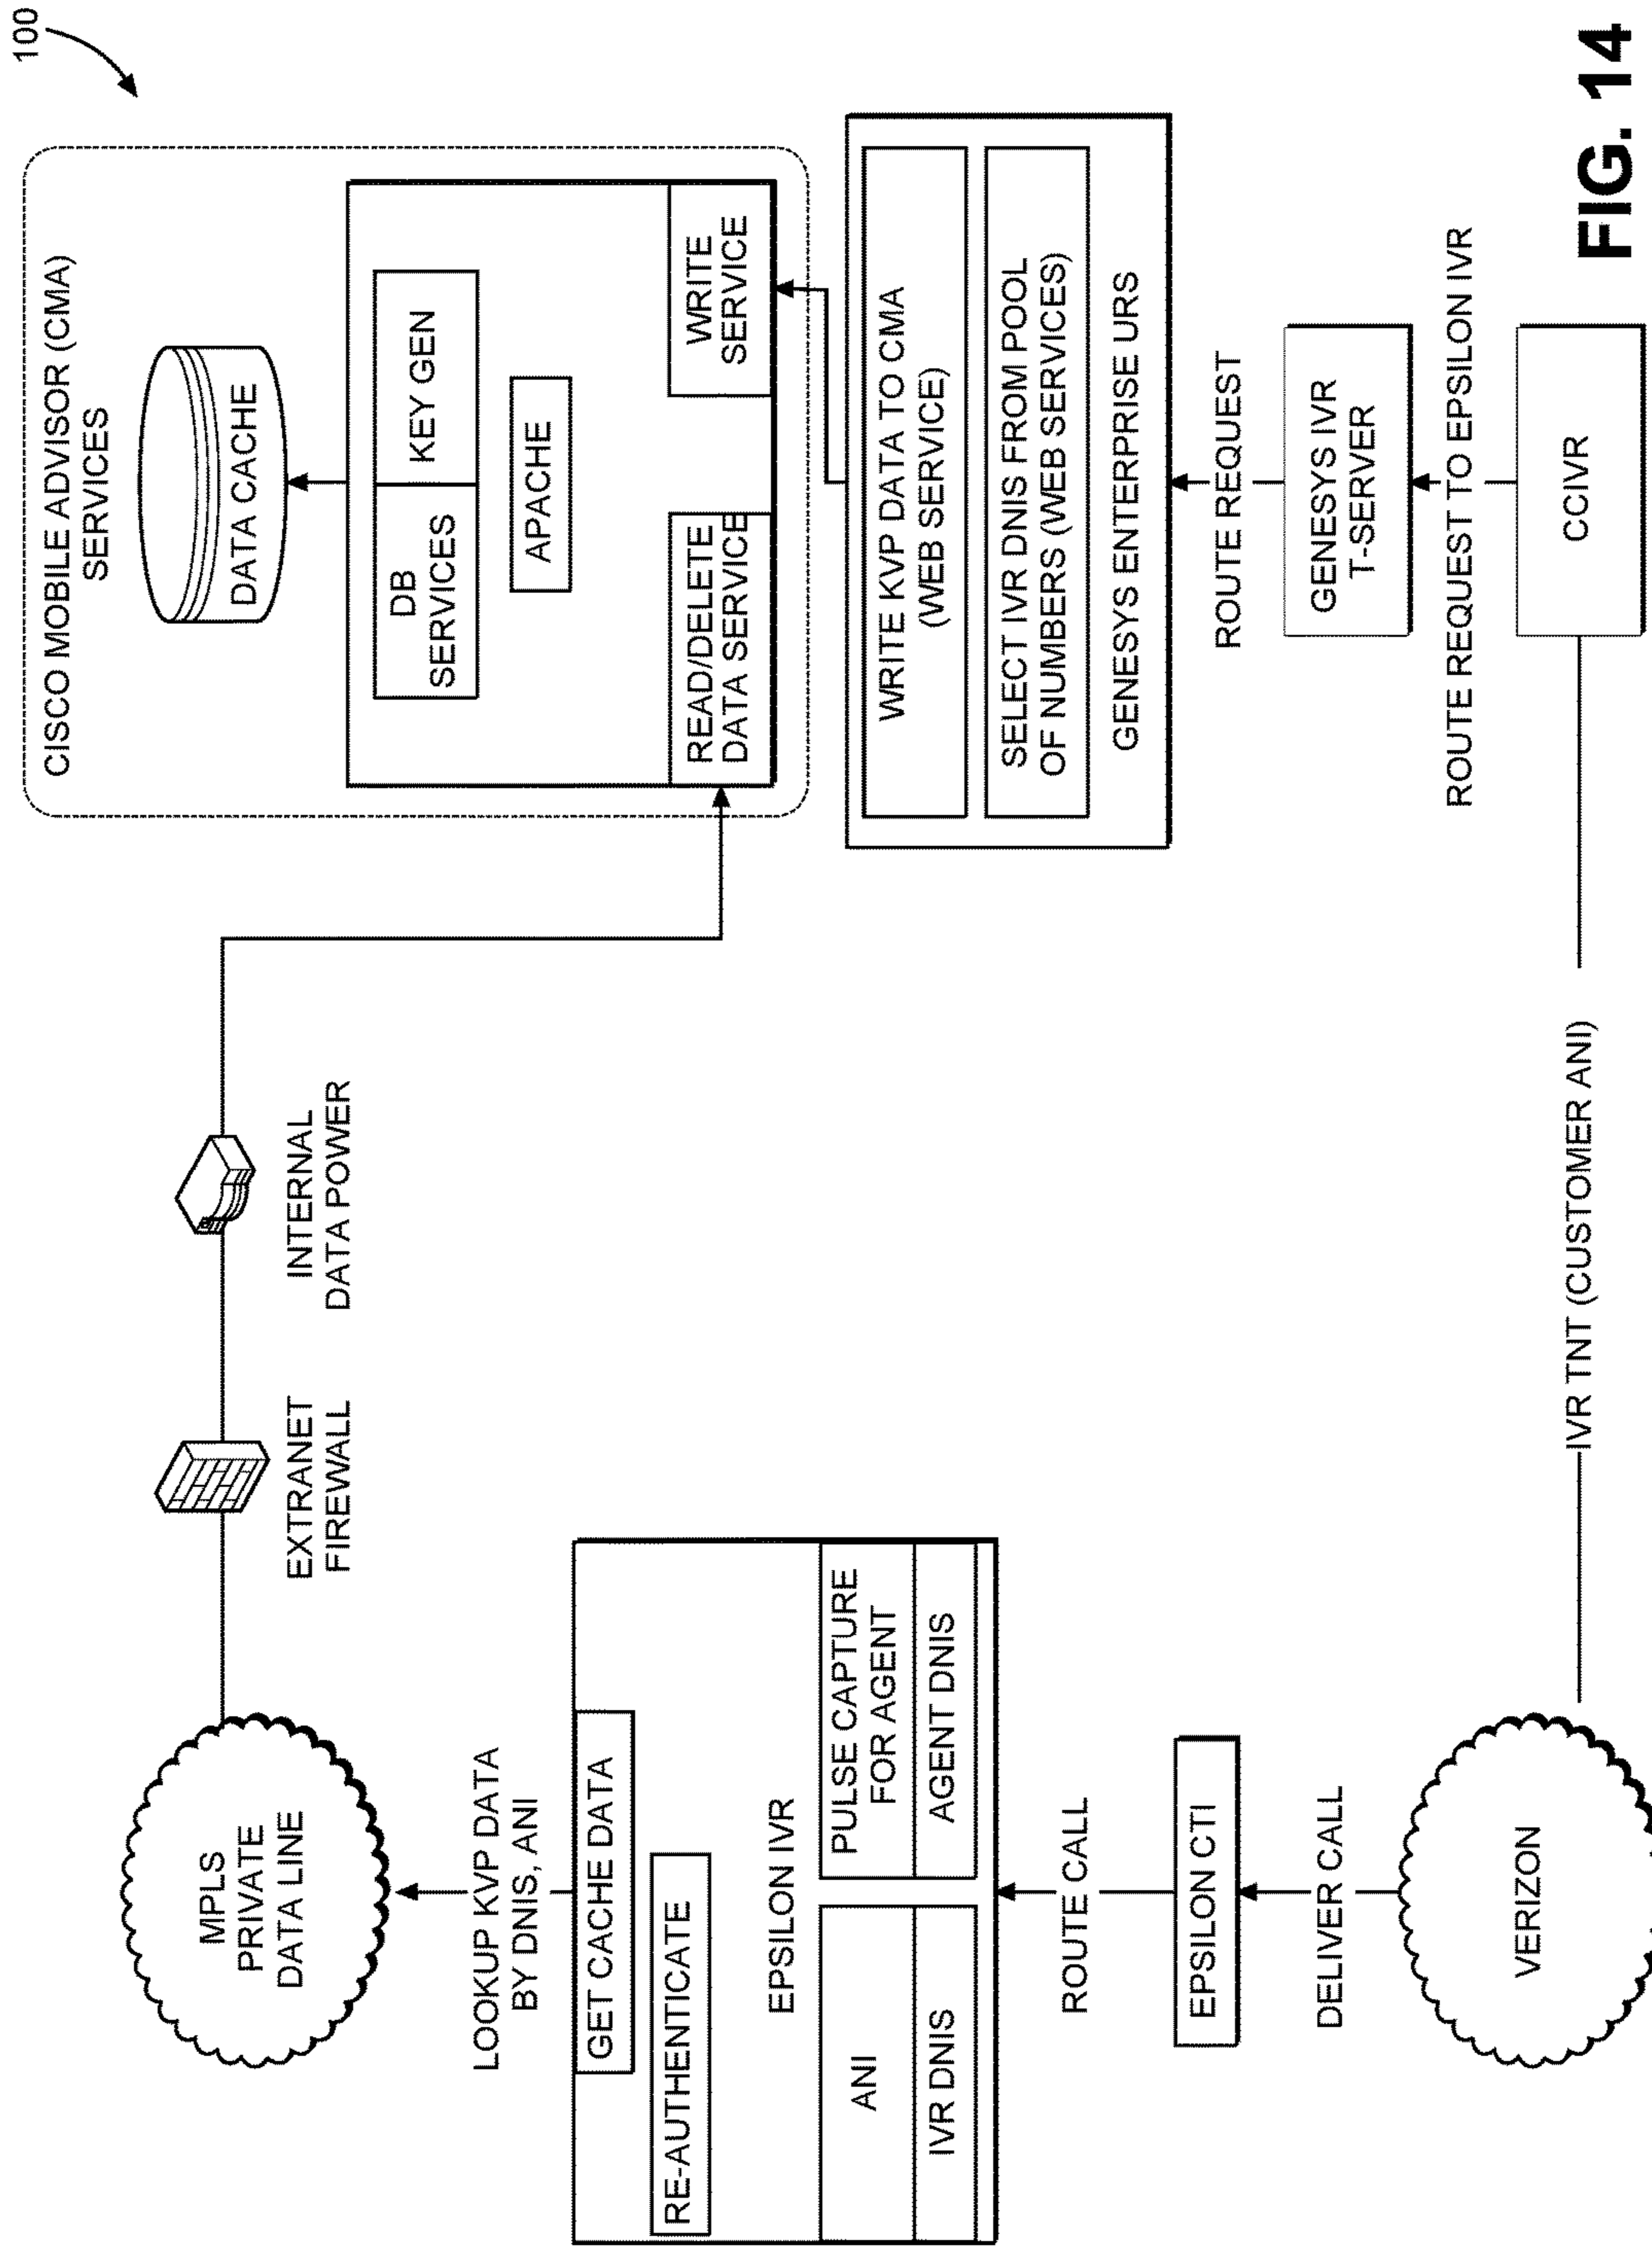 100
CISCO MOBILE ADVISOR (CMA)
SERVICES
DATA CACHE
DB
SERVICES
KEY GEN
APACHE
READ/DELETE
DATA SERVICE
WRITE
SERVICE
MPLS
PRIVATE
DATA LINE
EXTRANET
FIREWALL
INTERNAL
DATA POWER
LOOKUP KVP DATA
BY DNIS, ANI
GET CACHE DATA
RE-AUTHENTICATE
EPSILON IVR
ANI
IVR DNIS
PULSE CAPTURE
FOR AGENT
AGENT DNIS
WRITE KVP DATA TO CMA
(WEB SERVICE)
SELECT IVR DNIS FROM POOL
OF NUMBERS (WEB SERVICES)
GENESYS ENTERPRISE URS
ROUTE CALL
EPSILON CTI
DELIVER CALL
VERIZON
ROUTE REQUEST
GENESYS IVR
T-SERVER
ROUTE REQUEST TO EPSILON IVR
CCIVR
IVR TNT (CUSTOMER ANI)
FIG. 14